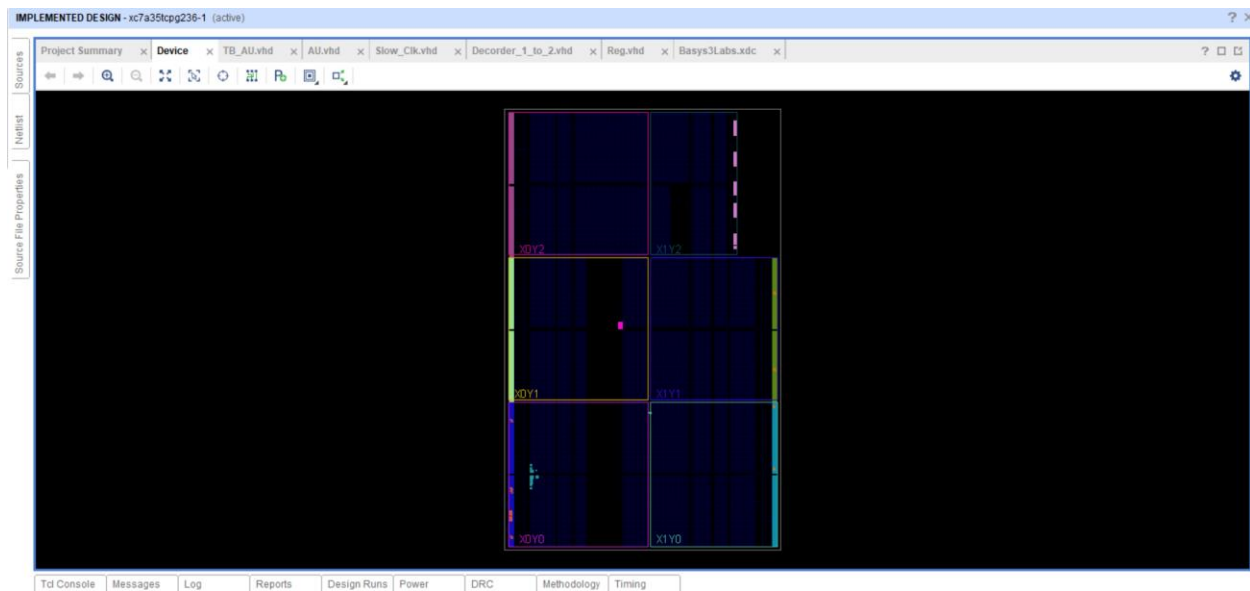 IMPLEMENTED DESIGN - xc7a35tcpg236-1 (active)
? ×
Project Summary × Device × TB_AU.vhd × AU.vhd × Slow_Clk.vhd × Decorder_1_to_2.vhd × Reg.vhd × Basys3Labs.xdc ×
?
Sources
Netlist
Source File Properties
X0Y2 X1Y2
X0Y1 X1Y1
X0Y0 X1Y0
Tcl Console Messages Log Reports Design Runs Power DRC Methodology Timing